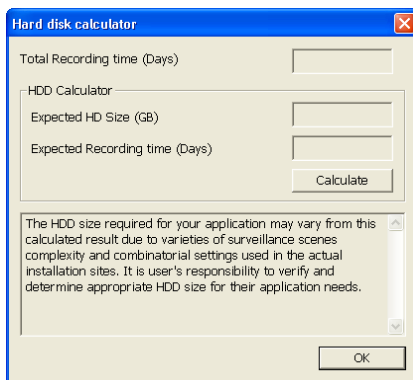 Hard disk calculator
Total Recording time (Days)
HDD Calculator
Expected HD Size (GB)
Expected Recording time (Days)
Calculate
The HDD size required for your application may vary from this
calculated result due to varieties of surveillance scenes
complexity and combinatorial settings used in the actual
installation sites. It is user's responsibility to verify and
determine appropriate HDD size for their application needs.
OK